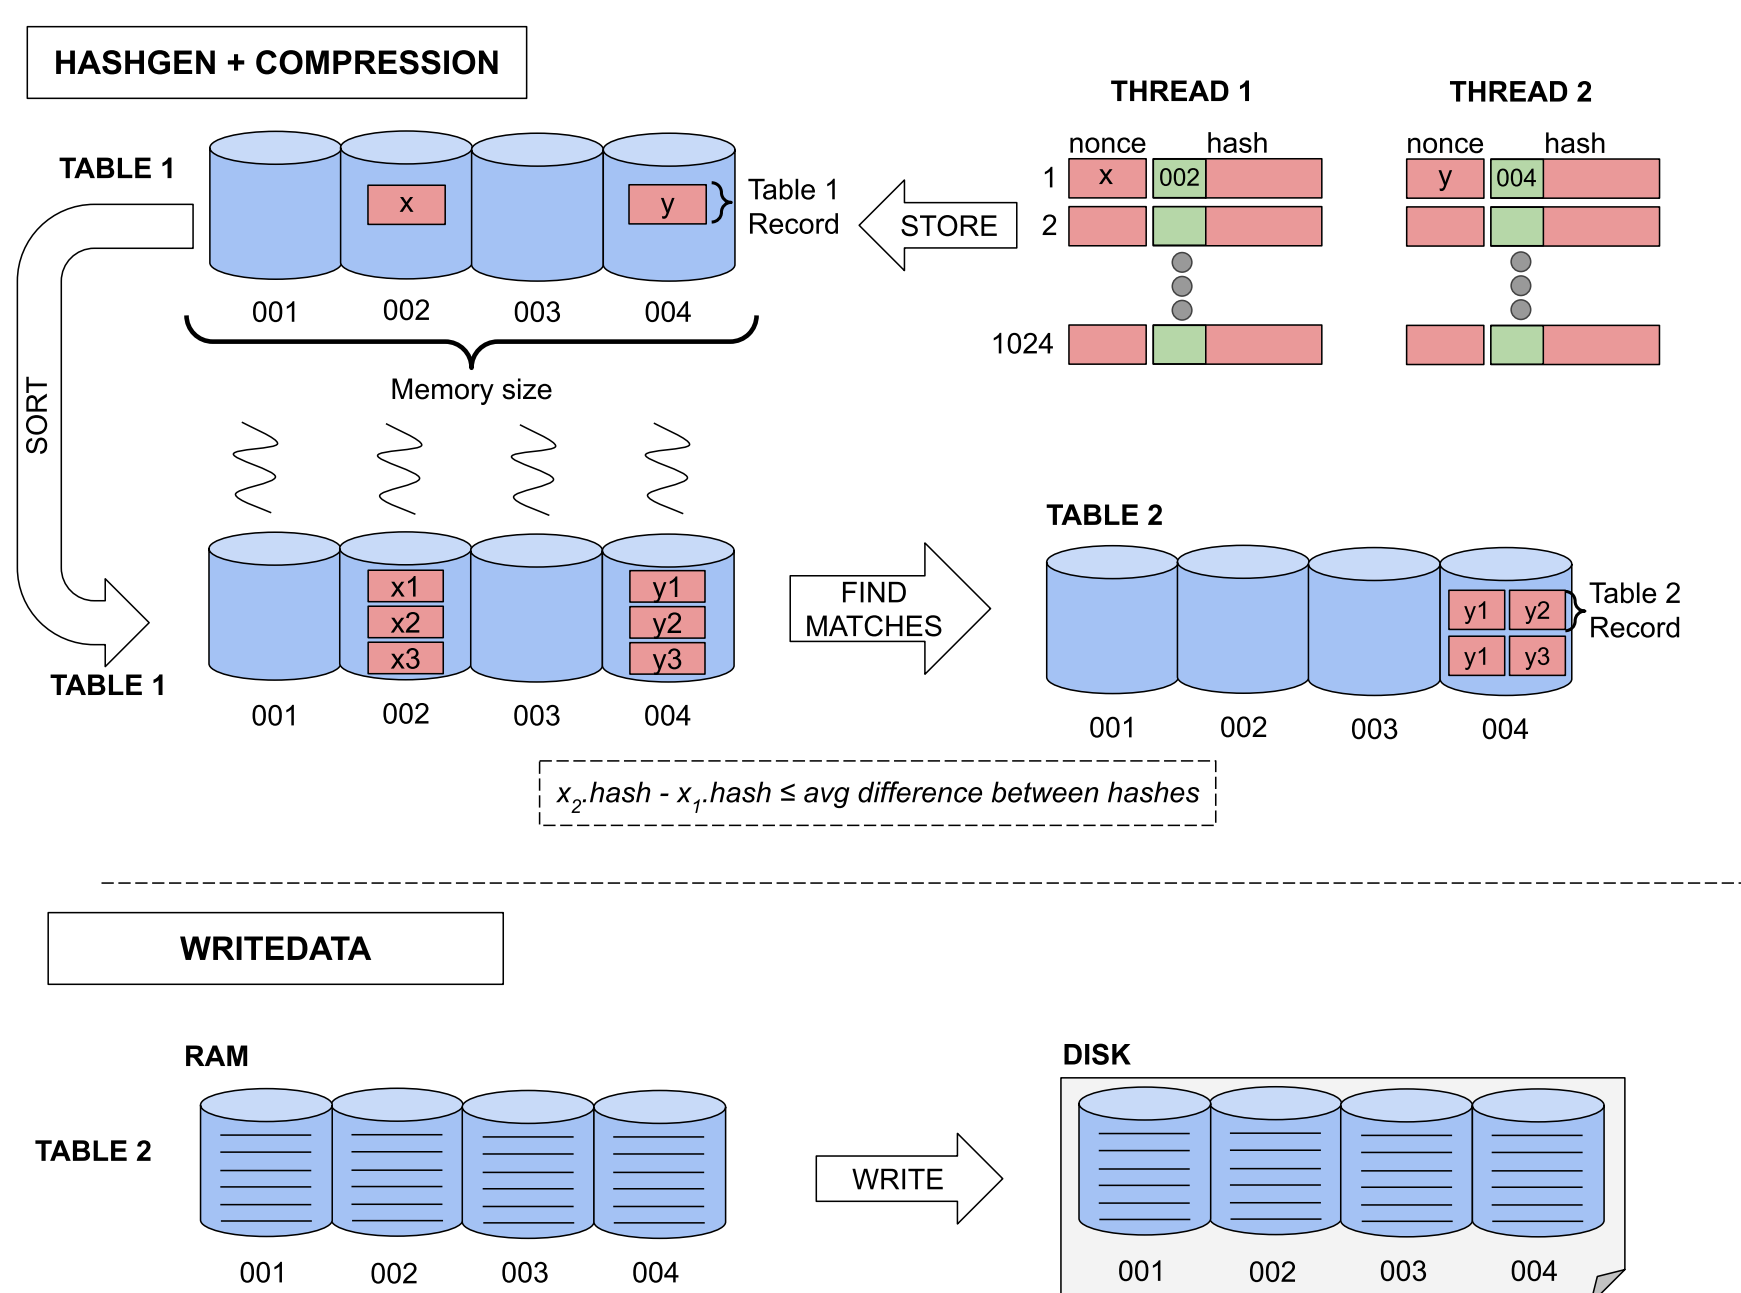 HASHGEN + COMPRESSION
THREAD 1
THREAD 2
nonce hash
nonce hash
TABLE 1
1 x 002
y 004
2
1024
STORE
x
y
Table 1
Record
001 002 003 004
Memory size
SORT
TABLE 1
x1
x2
x3
y1
y2
y3
001 002 003 004
FIND
MATCHES
TABLE 2
y1 y2
y1 y3
Table 2
Record
001 002 003 004
x2.hash - x1.hash ≤ avg difference between hashes
WRITEDATA
RAM
TABLE 2
001 002 003 004
WRITE
DISK
001 002 003 004